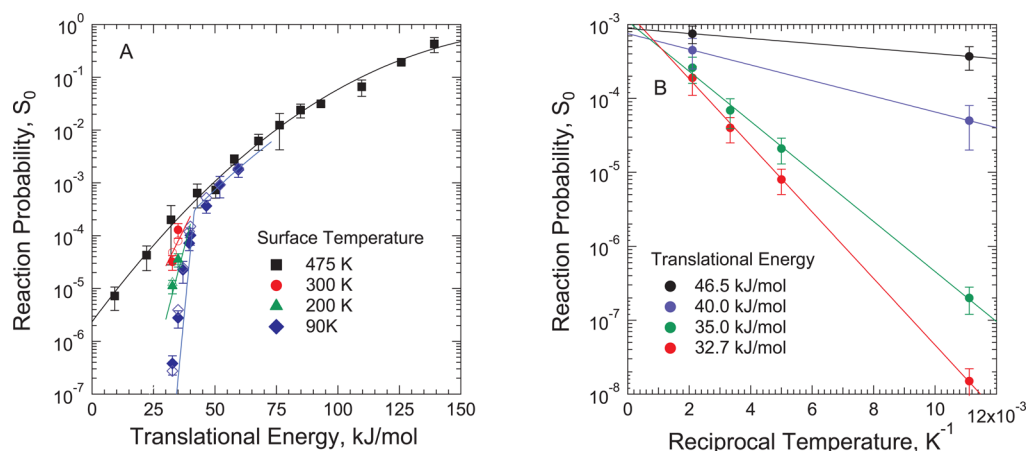 A
Reaction Probability, S0
10^0
10^-1
10^-2
10^-3
10^-4
10^-5
10^-6
10^-7
Surface Temperature
475 K
300 K
200 K
90K
0 25 50 75 100 125 150
Translational Energy, kJ/mol
B
Reaction Probability, S0
10^-3
10^-4
10^-5
10^-6
10^-7
10^-8
Translational Energy
46.5 kJ/mol
40.0 kJ/mol
35.0 kJ/mol
32.7 kJ/mol
0 2 4 6 8 10 12x10^-3
Reciprocal Temperature, K^-1